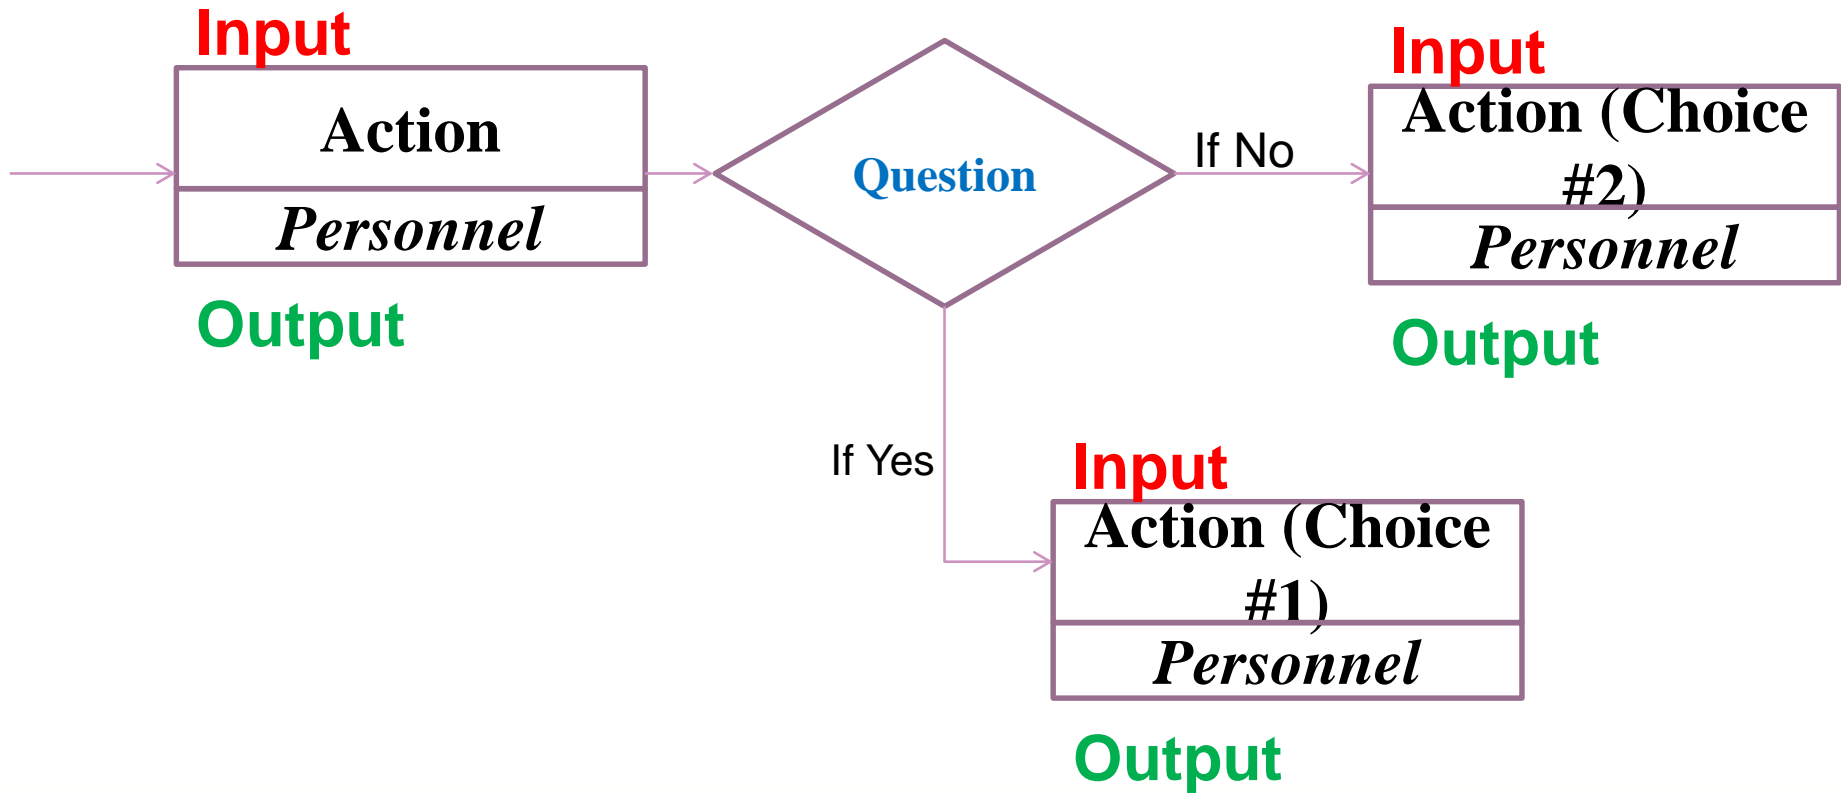 Input
Action
Personnel
Output
Question
If No
Input
Action (Choice
#2)
Personnel
Output
If Yes
Input
Action (Choice
#1)
Personnel
Output